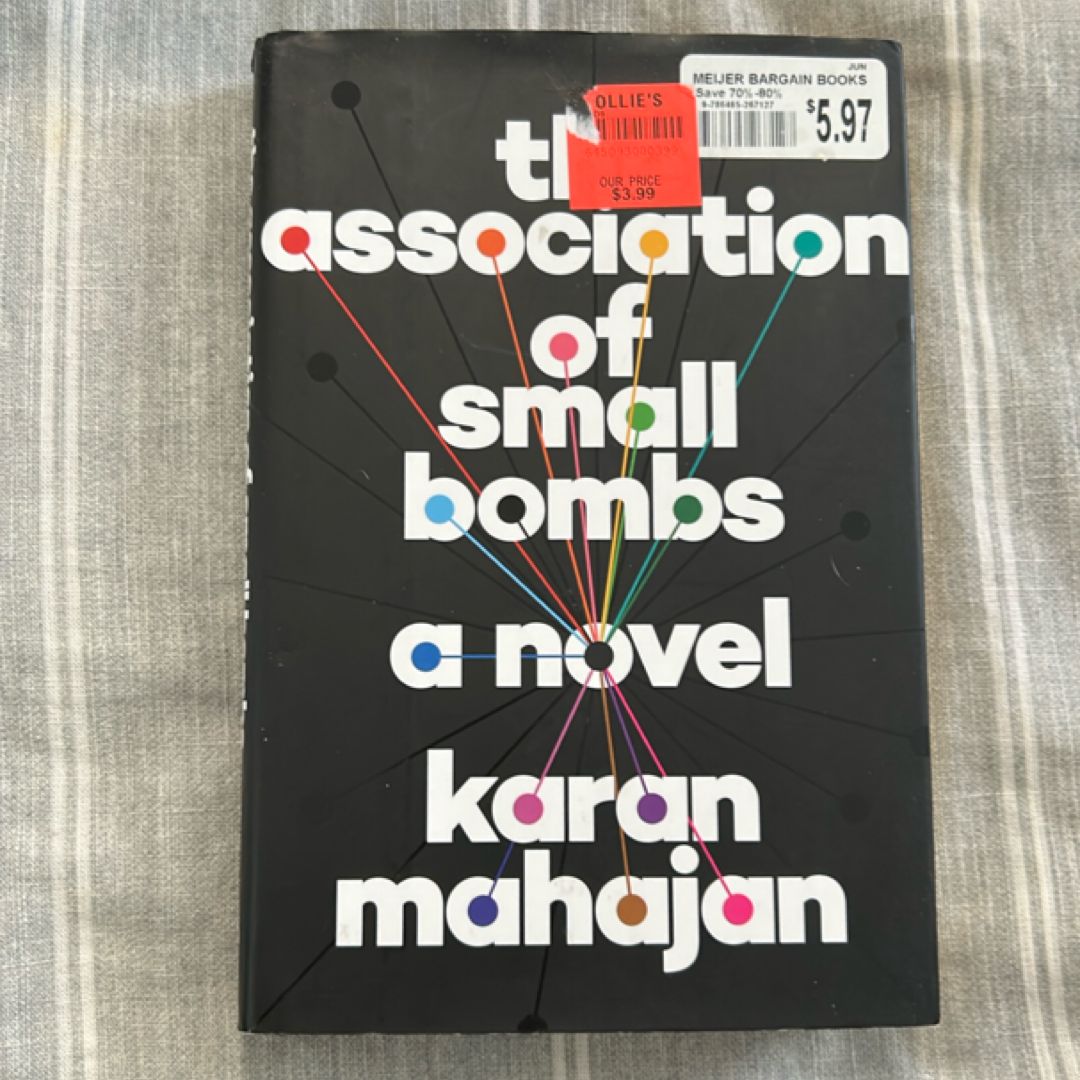 JUN
MEIJER BARGAIN BOOKS
Save 70%-80%
$5.97
OLLIE'S
OUR PRICE
$3.99
association
of
small
bombs
a novel
karan
mahajan